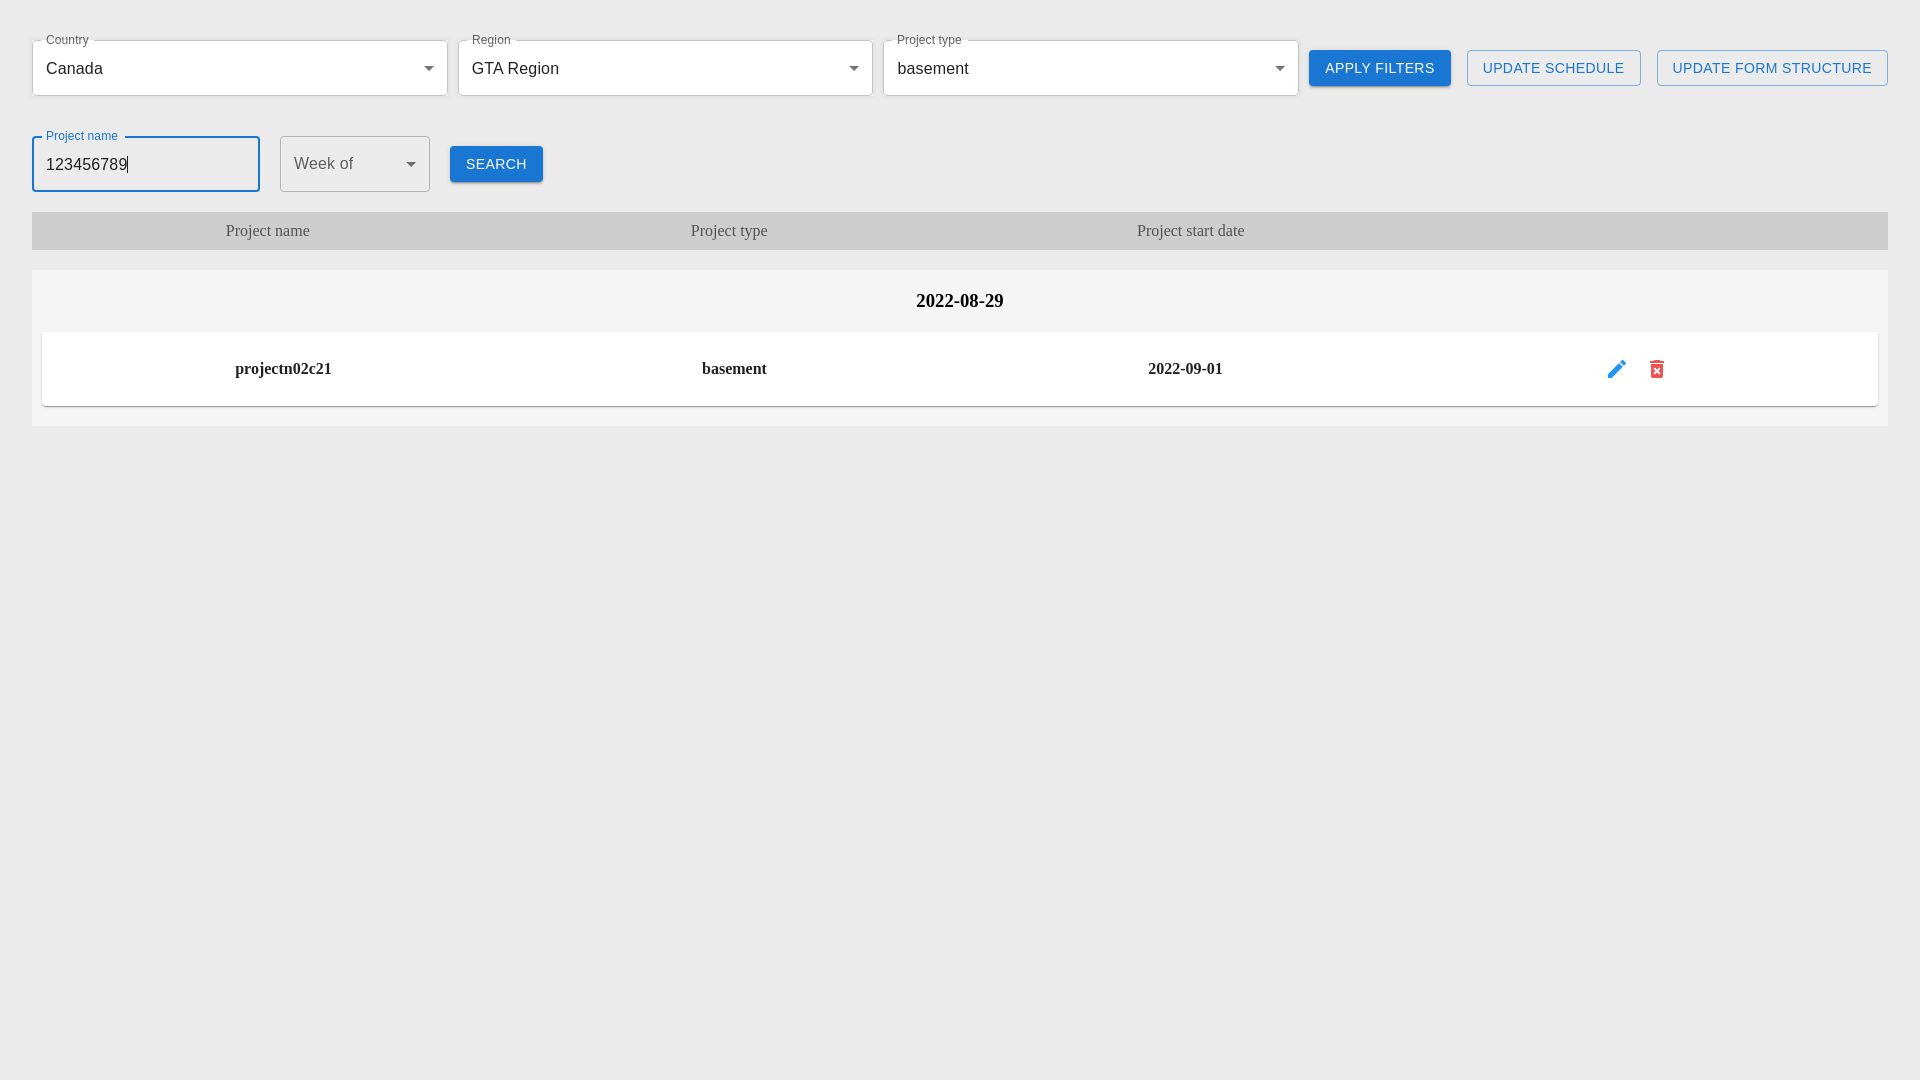 Country
Canada
Region
GTA Region
Project type
basement
APPLY FILTERS
UPDATE SCHEDULE
UPDATE FORM STRUCTURE
Project name
123456789
Week of
SEARCH
Project name
Project type
Project start date
2022-08-29
projectn02c21
basement
2022-09-01